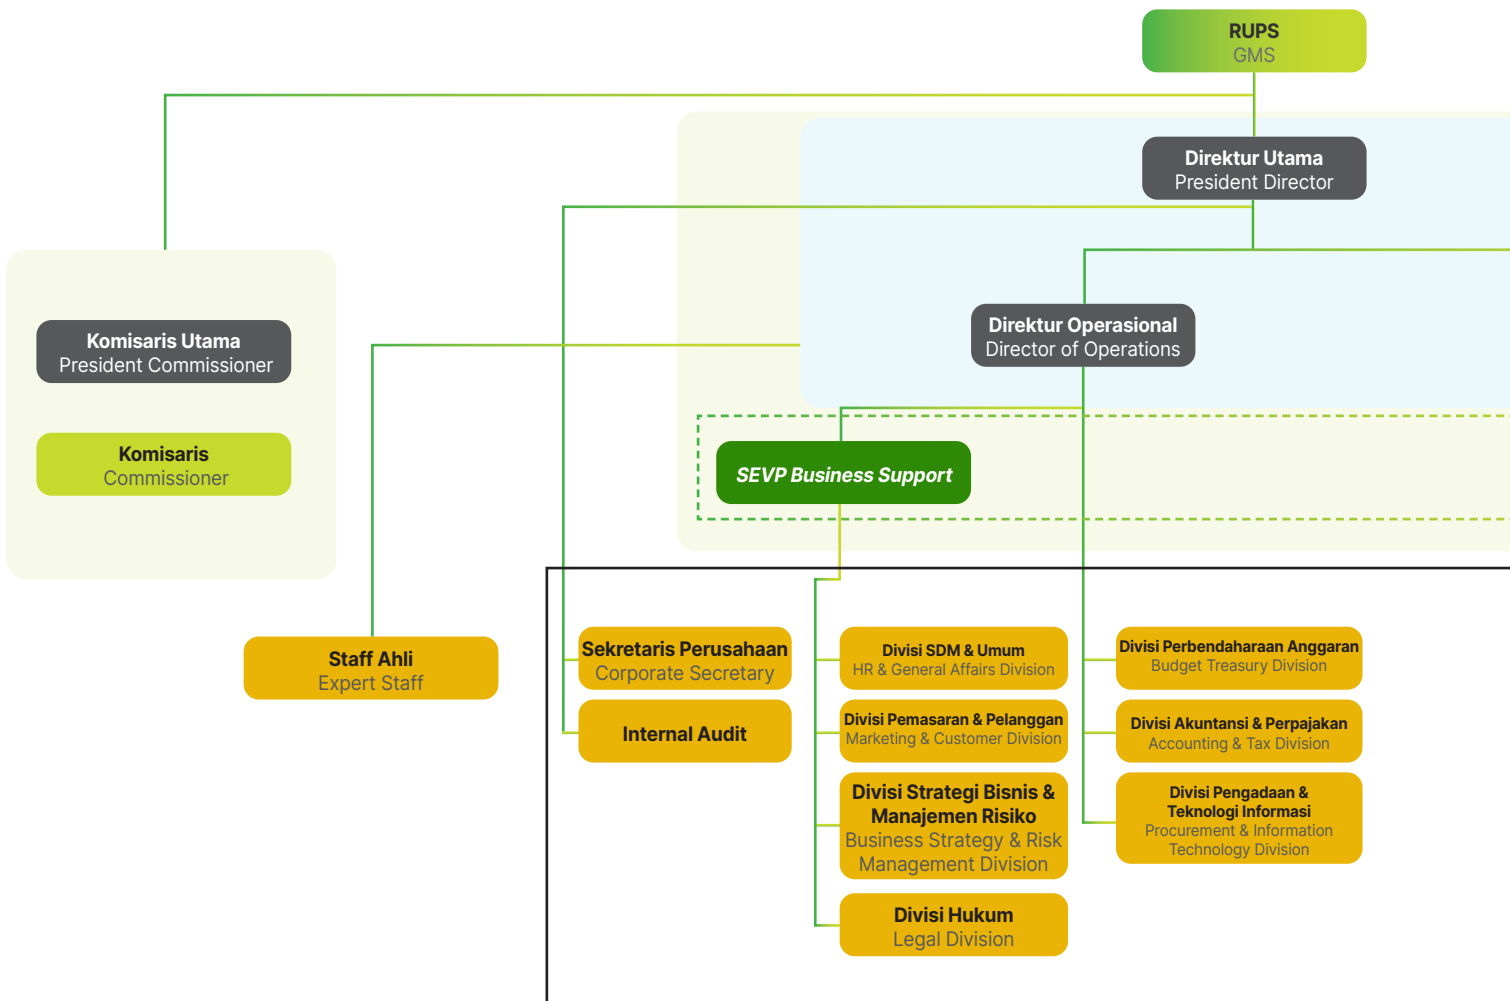 RUPS
GMS
Direktur Utama
President Director
Direktur Operasional
Director of Operations
Komisaris Utama
President Commissioner
Komisaris
Commissioner
SEVP Business Support
Staff Ahli
Expert Staff
Sekretaris Perusahaan
Corporate Secretary
Internal Audit
Divisi SDM & Umum
HR & General Affairs Division
Divisi Pemasaran & Pelanggan
Marketing & Customer Division
Divisi Strategi Bisnis &
Manajemen Risiko
Business Strategy & Risk
Management Division
Divisi Hukum
Legal Division
Divisi Perbendaharaan Anggaran
Budget Treasury Division
Divisi Akuntansi & Perpajakan
Accounting & Tax Division
Divisi Pengadaan &
Teknologi Informasi
Procurement & Information
Technology Division